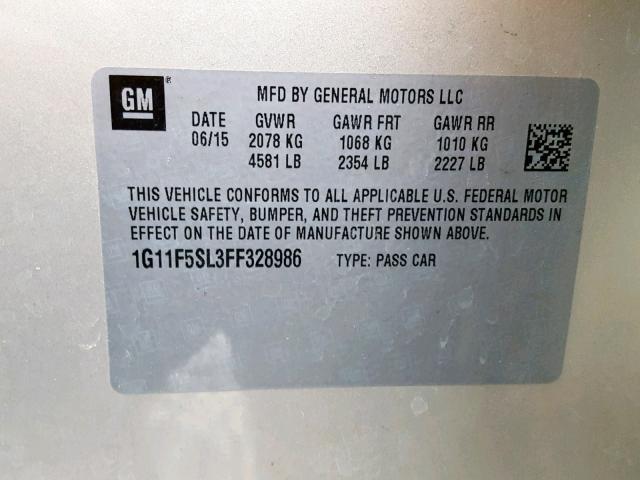 GM ®
MFD BY GENERAL MOTORS LLC
DATE GVWR GAWR FRT GAWR RR
06/15 2078 KG 1068 KG 1010 KG
4581 LB 2354 LB 2227 LB
THIS VEHICLE CONFORMS TO ALL APPLICABLE U.S. FEDERAL MOTOR
VEHICLE SAFETY, BUMPER, AND THEFT PREVENTION STANDARDS IN
EFFECT ON THE DATE OF MANUFACTURE SHOWN ABOVE.
1G11F5SL3FF328986 TYPE: PASS CAR